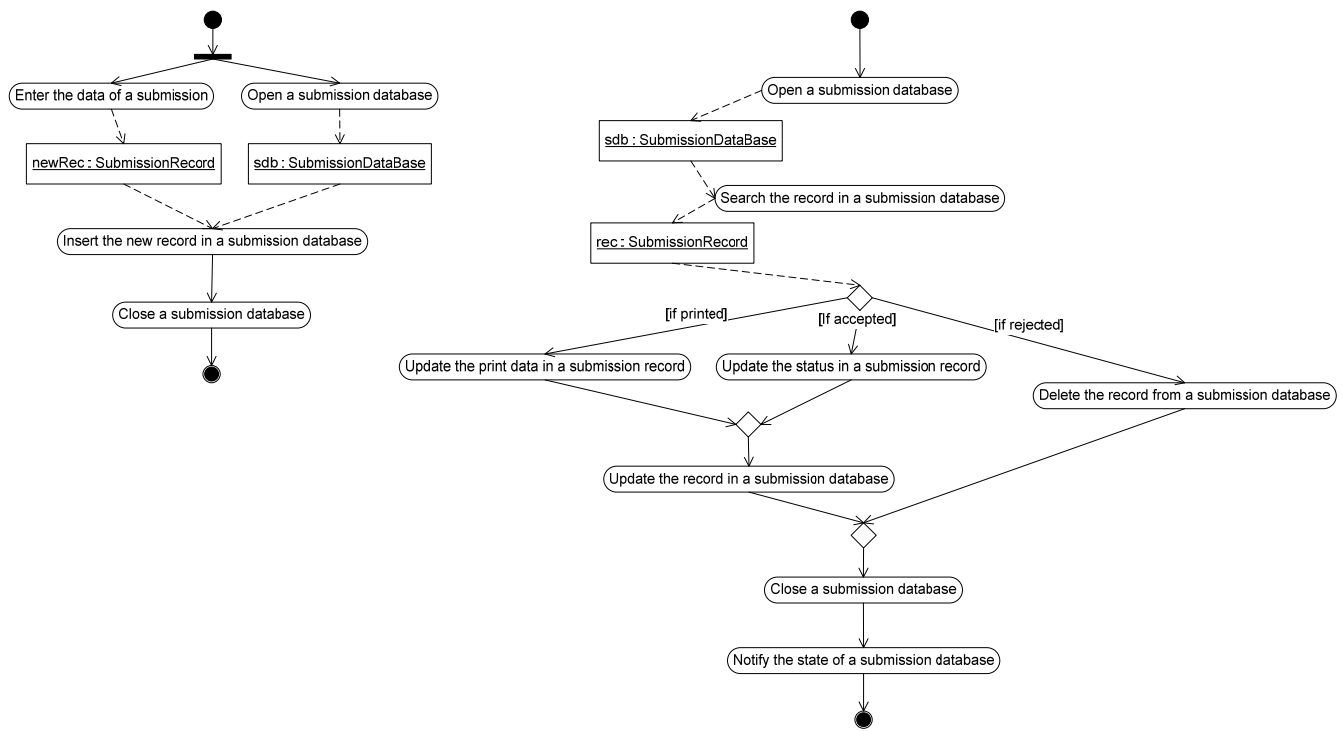 Enter the data of a submission
Open a submission database
newRec : SubmissionRecord
sdb : SubmissionDataBase
Insert the new record in a submission database
Close a submission database
Open a submission database
sdb : SubmissionDataBase
Search the record in a submission database
rec : SubmissionRecord
[if printed]
[If accepted]
[if rejected]
Update the print data in a submission record
Update the status in a submission record
Delete the record from a submission database
Update the record in a submission database
Close a submission database
Notify the state of a submission database